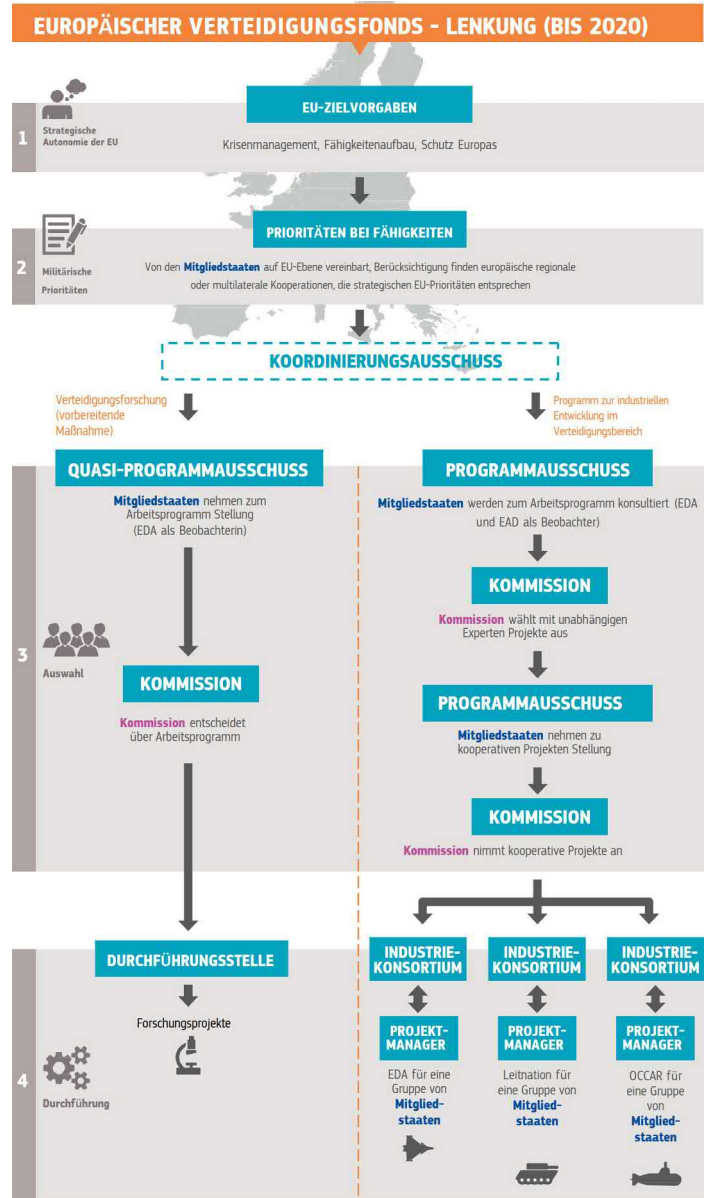 EUROPÄISCHER VERTEIDIGUNGSFONDS - LENKUNG (BIS 2020)
1
Strategische
Autonomie der EU
EU-ZIELVORGABEN
Krisenmanagement, Fähigkeitenaufbau, Schutz Europas
2
Militärische
Prioritäten
PRIORITÄTEN BEI FÄHIGKEITEN
Von den Mitgliedstaaten auf EU-Ebene vereinbart, Berücksichtigung finden europäische regionale
oder multilaterale Kooperationen, die strategischen EU-Prioritäten entsprechen
KOORDINIERUNGSAUSSCHUSS
Verteidigungsforschung
(vorbereitende
Maßnahme)
Programm zur industriellen
Entwicklung im
Verteidigungsbereich
3
Auswahl
QUASI-PROGRAMMAUSSCHUSS
Mitgliedstaaten nehmen zum
Arbeitsprogramm Stellung
(EDA als Beobachterin)
KOMMISSION
Kommission entscheidet
über Arbeitsprogramm
PROGRAMMAUSSCHUSS
Mitgliedstaaten werden zum Arbeitsprogramm konsultiert (EDA
und EAD als Beobachter)
KOMMISSION
Kommission wählt mit unabhängigen
Experten Projekte aus
PROGRAMMAUSSCHUSS
Mitgliedstaaten nehmen zu
kooperativen Projekten Stellung
KOMMISSION
Kommission nimmt kooperative Projekte an
4
Durchführung
DURCHFÜHRUNGSSTELLE
Forschungsprojekte
INDUSTRIE-
KONSORTIUM
PROJEKT-
MANAGER
EDA für eine
Gruppe von
Mitglied-
staaten
INDUSTRIE-
KONSORTIUM
PROJEKT-
MANAGER
Leitnation für
eine Gruppe von
Mitglied-
staaten
INDUSTRIE-
KONSORTIUM
PROJEKT-
MANAGER
OCCAR für
eine Gruppe
von
Mitglied-
staaten